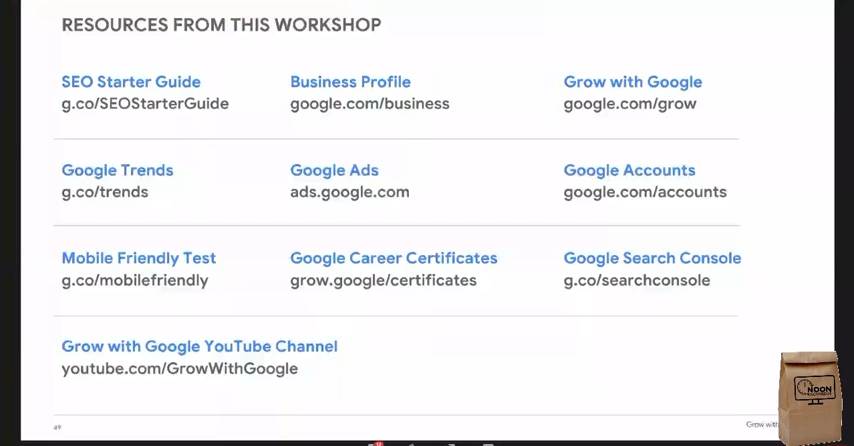 RESOURCES FROM THIS WORKSHOP
SEO Starter Guide
g.co/SEOStarterGuide
Business Profile
google.com/business
Grow with Google
google.com/grow
Google Trends
g.co/trends
Google Ads
ads.google.com
Google Accounts
google.com/accounts
Mobile Friendly Test
g.co/mobilefriendly
Google Career Certificates
grow.google/certificates
Google Search Console
g.co/searchconsole
Grow with Google YouTube Channel
youtube.com/GrowWithGoogle
49
Grow with
NOON